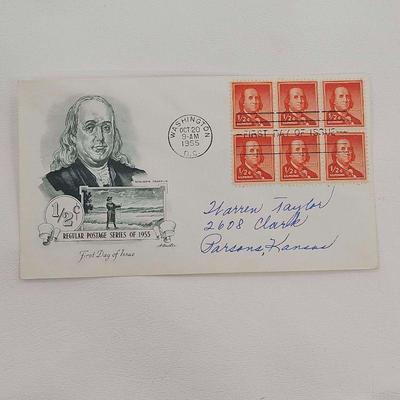 BENJAMIN FRANKLIN
1/2¢
REGULAR POSTAGE SERIES OF 1955
First Day of Issue
WASHINGTON
OCT 20
9-AM
1955
D.C.
FIRST DAY OF ISSUE
1/2¢ 1/2¢ 1/2¢
1/2¢ 1/2¢ 1/2¢
Warren Taylor
2608 Clark
Parsons, Kansas